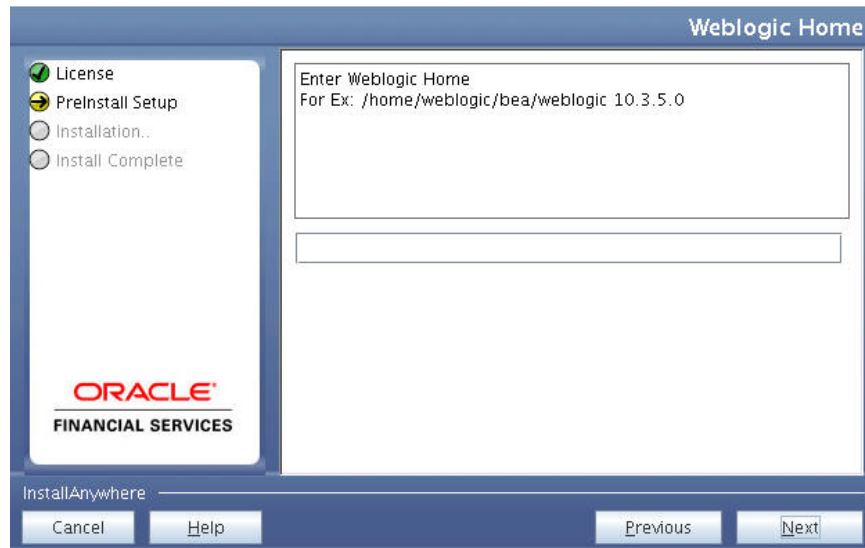 Weblogic Home
License
PreInstall Setup
Installation..
Install Complete
Enter Weblogic Home
For Ex: /home/weblogic/bea/weblogic 10.3.5.0
ORACLE'
FINANCIAL SERVICES
InstallAnywhere
Cancel
Help
Previous
Next